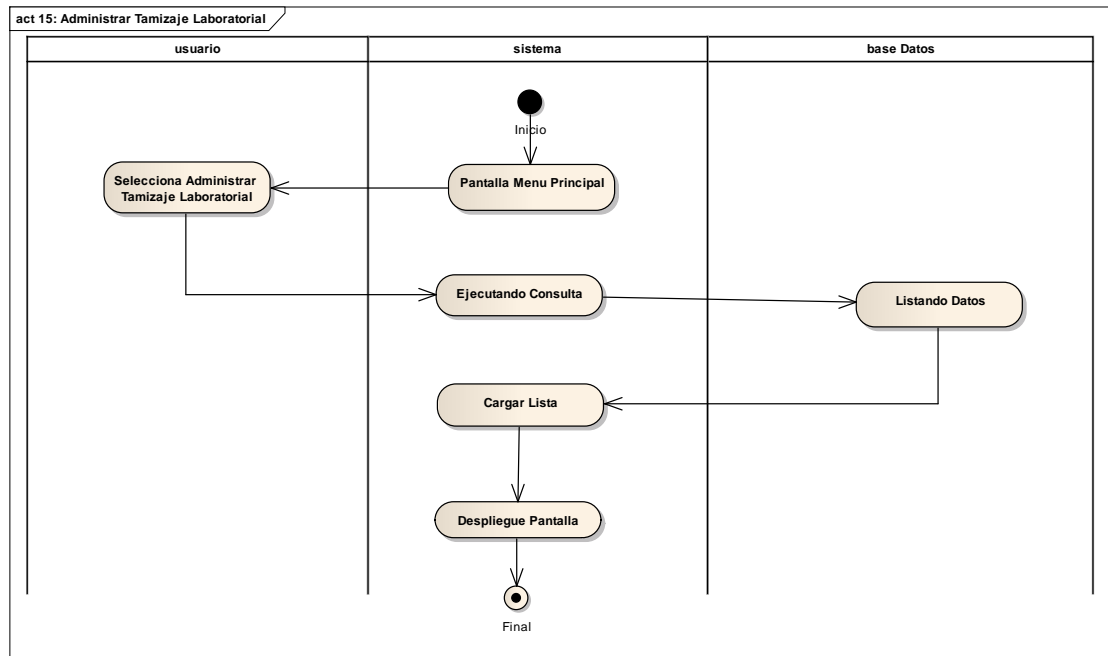 act 15: Administrar Tamizaje Laboratorial
usuario
sistema
base Datos
Inicio
Selecciona Administrar
Tamizaje Laboratorial
Pantalla Menu Principal
Ejecutando Consulta
Listando Datos
Cargar Lista
Despliegue Pantalla
Final